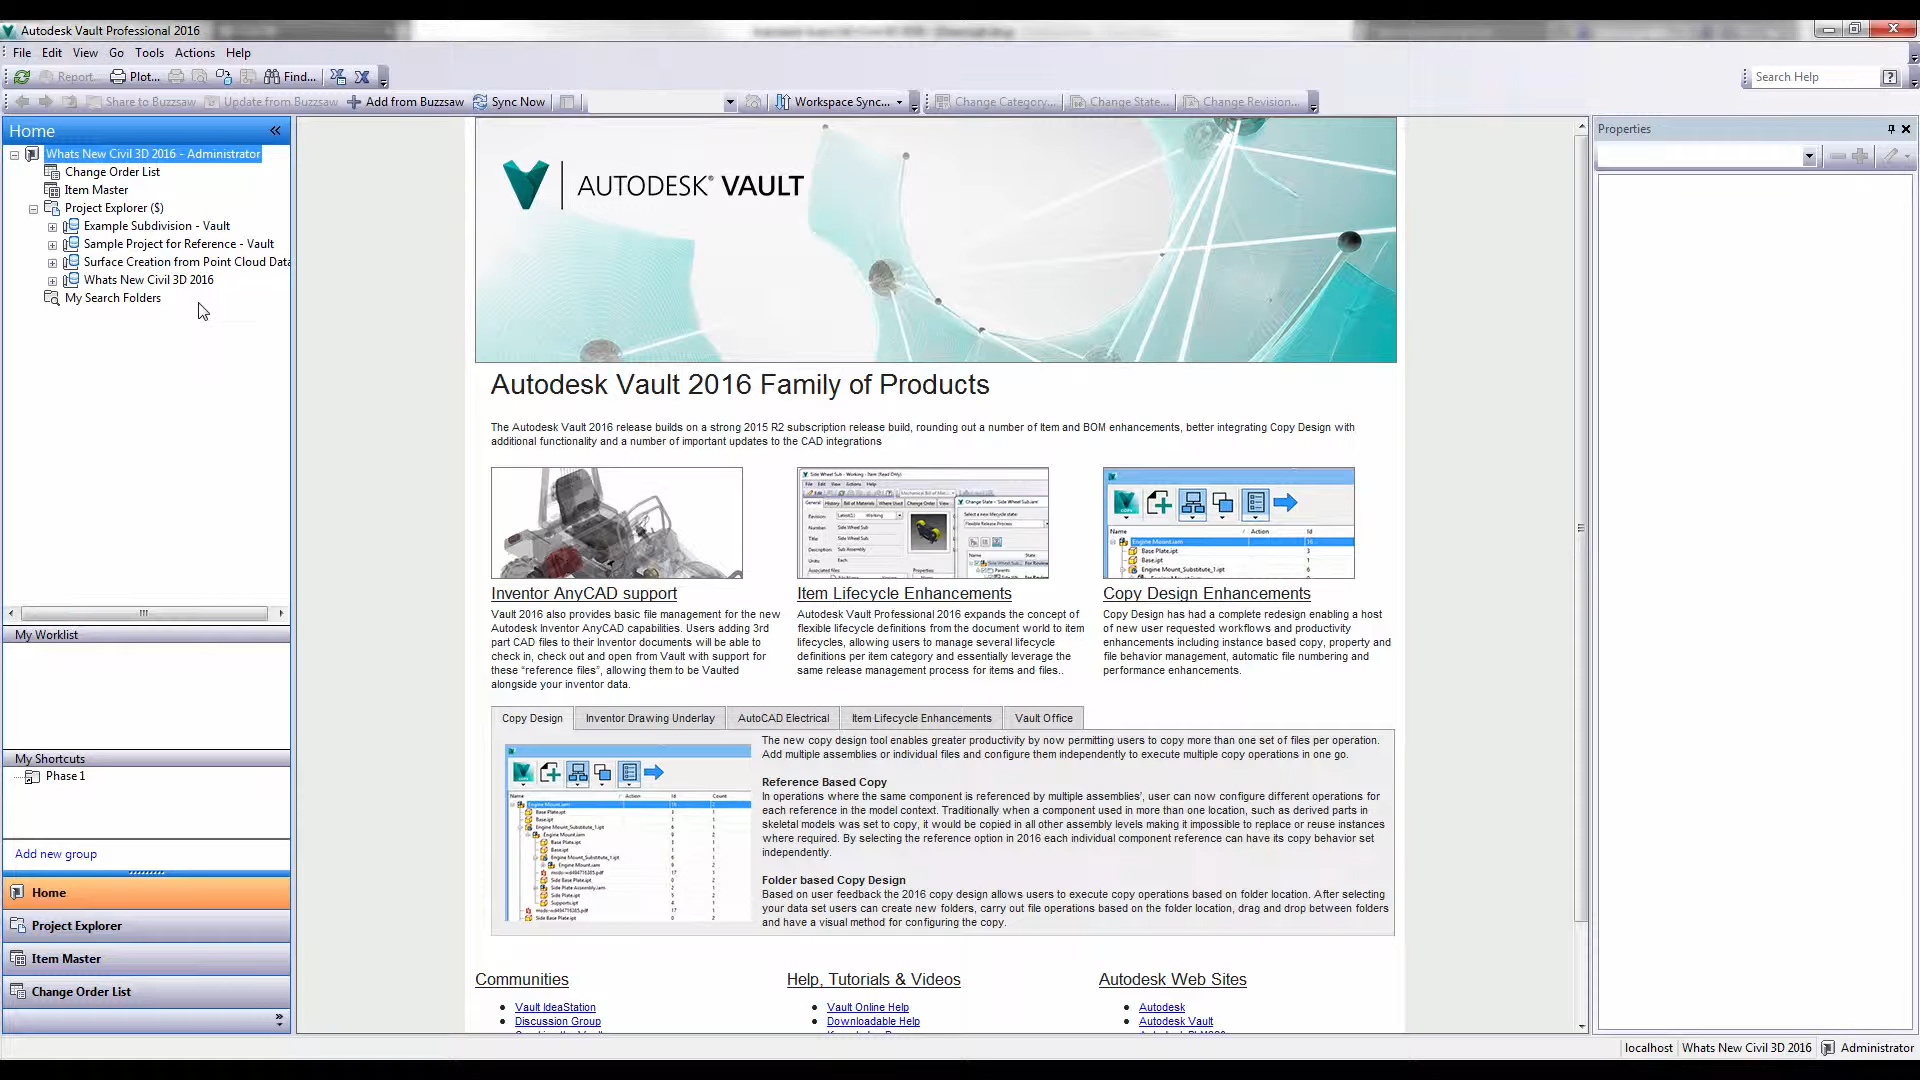 Autodesk Vault Professional 2016
File Edit View Go Tools Actions Help
Report... Plot... Find... Search Help
Share to Buzzsaw Update from Buzzsaw Add from Buzzsaw Sync Now Workspace Sync... Change Category... Change State... Change Revision...
Home
Whats New Civil 3D 2016 - Administrator
Change Order List
Item Master
Project Explorer ($)
Example Subdivision - Vault
Sample Project for Reference - Vault
Surface Creation from Point Cloud Data
Whats New Civil 3D 2016
My Search Folders
My Worklist
My Shortcuts
Phase 1
Add new group
Home
Project Explorer
Item Master
Change Order List
AUTODESK® VAULT
Autodesk Vault 2016 Family of Products
The Autodesk Vault 2016 release builds on a strong 2015 R2 subscription release build, rounding out a number of Item and BOM enhancements, better integrating Copy Design with
additional functionality and a number of important updates to the CAD integrations
Inventor AnyCAD support
Vault 2016 also provides basic file management for the new
Autodesk Inventor AnyCAD capabilities. Users adding 3rd
part CAD files to their Inventor documents will be able to
check in, check out and open from Vault with support for
these "reference files", allowing them to be Vaulted
alongside your inventor data.
Item Lifecycle Enhancements
Autodesk Vault Professional 2016 expands the concept of
flexible lifecycle definitions from the document world to item
lifecycles, allowing users to manage several lifecycle
definitions per item category and essentially leverage the
same release management process for items and files..
Name Action Id
Engine Mount.iam 16
Base Plate.ipt 3
Base.ipt 1
Engine Mount_Substitute_1.ipt 6
Copy Design Enhancements
Copy Design has had a complete redesign enabling a host
of new user requested workflows and productivity
enhancements including instance based copy, property and
file behavior management, automatic file numbering and
performance enhancements.
Copy Design Inventor Drawing Underlay AutoCAD Electrical Item Lifecycle Enhancements Vault Office
The new copy design tool enables greater productivity by now permitting users to copy more than one set of files per operation.
Add multiple assemblies or individual files and configure them independently to execute multiple copy operations in one go.
Reference Based Copy
In operations where the same component is referenced by multiple assemblies', user can now configure different operations for
each reference in the model context. Traditionally when a component used in more than one location, such as derived parts in
skeletal models was set to copy, it would be copied in all other assembly levels making it impossible to replace or reuse instances
where required. By selecting the reference option in 2016 each individual component reference can have its copy behavior set
independently.
Folder based Copy Design
Based on user feedback the 2016 copy design allows users to execute copy operations based on folder location. After selecting
your data set users can create new folders, carry out file operations based on the folder location, drag and drop between folders
and have a visual method for configuring the copy.
Communities
Vault IdeaStation
Discussion Group
Help, Tutorials & Videos
Vault Online Help
Downloadable Help
Autodesk Web Sites
Autodesk
Autodesk Vault
Properties
localhost Whats New Civil 3D 2016 Administrator